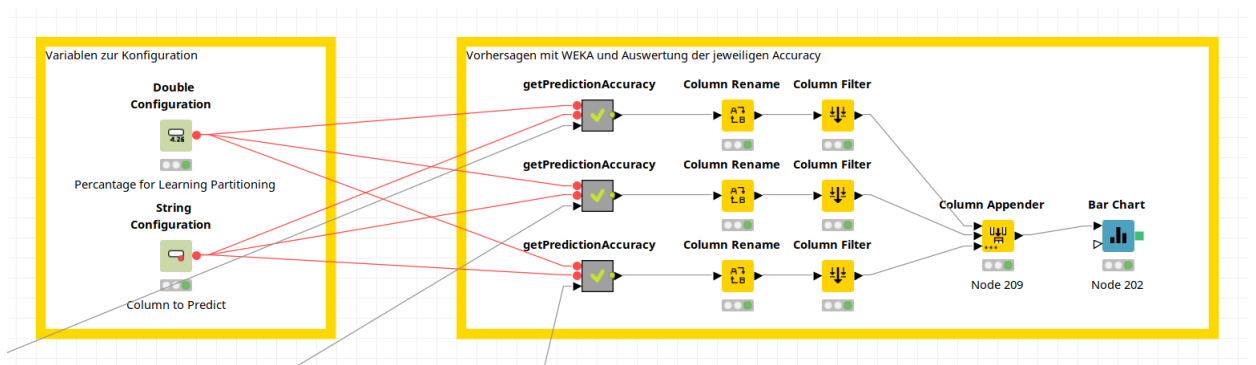 Variablen zur Konfiguration
Double
Configuration
4.26
Percentage for Learning Partitioning
String
Configuration
Column to Predict
Vorhersagen mit WEKA und Auswertung der jeweiligen Accuracy
getPredictionAccuracy
Column Rename
Column Filter
A
B
getPredictionAccuracy
Column Rename
Column Filter
A
B
getPredictionAccuracy
Column Rename
Column Filter
A
B
Column Appender
Node 209
Bar Chart
Node 202